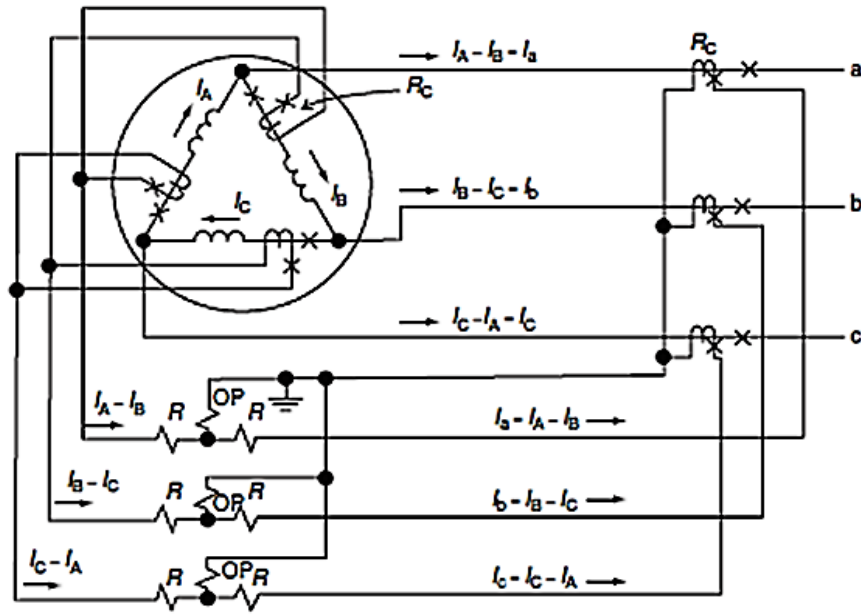 I_A – I_B = I_a
R_C
a
I_A
R_C
I_B – I_C = I_b
b
I_B
I_C
I_C – I_A = I_C
c
I_A – I_B
R
OP
R
I_a = I_A – I_B
I_B – I_C
R
OP
R
I_b = I_B – I_C
I_C – I_A
R
OP
R
I_c = I_C – I_A